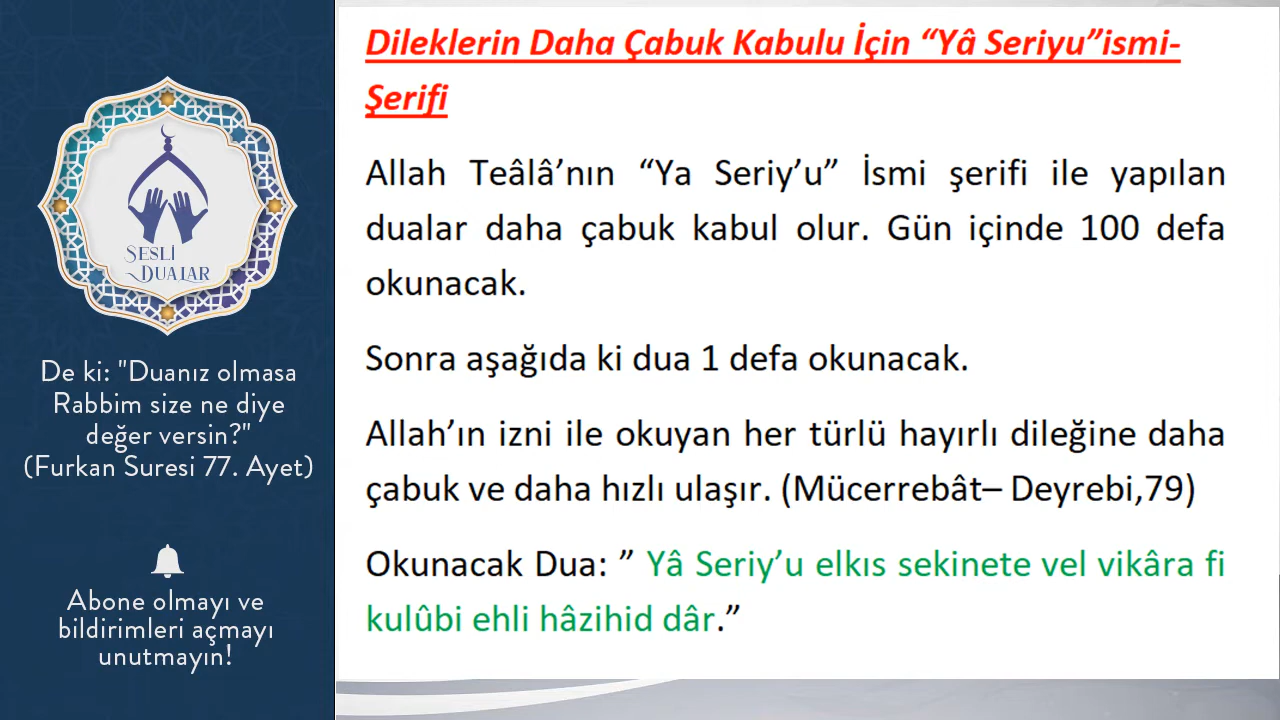 SESLİ
DUALAR
De ki: "Duanız olmasa
Rabbim size ne diye
değer versin?"
(Furkan Suresi 77. Ayet)
Abone olmayı ve
bildirimleri açmayı
unutmayın!
Dileklerin Daha Çabuk Kabulu İçin “Yâ Seriyu”ismi-
Şerifi
Allah Teâlâ’nın “Ya Seriy’u” İsmi şerifi ile yapılan
dualar daha çabuk kabul olur. Gün içinde 100 defa
okunacak.
Sonra aşağıda ki dua 1 defa okunacak.
Allah’ın izni ile okuyan her türlü hayırlı dileğine daha
çabuk ve daha hızlı ulaşır. (Mücerrebât– Deyrebi,79)
Okunacak Dua: ” Yâ Seriy’u elkıs sekinete vel vikâra fi
kulûbi ehli hâzihid dâr.”